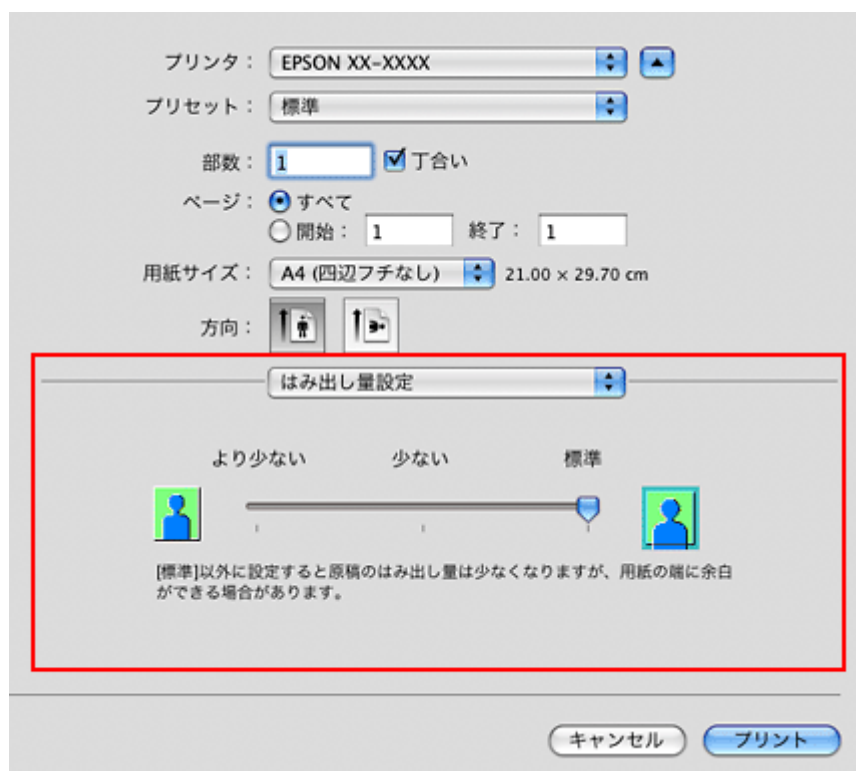 プリンタ： EPSON XX-XXXX
プリセット： 標準
部数： 1 丁合い
ページ： すべて
開始： 1 終了： 1
用紙サイズ： A4 (四辺フチなし) 21.00 × 29.70 cm
方向：
はみ出し量設定
より少ない 少ない 標準
[標準]以外に設定すると原稿のはみ出し量は少なくなりますが、用紙の端に余白
ができる場合があります。
キャンセル プリント